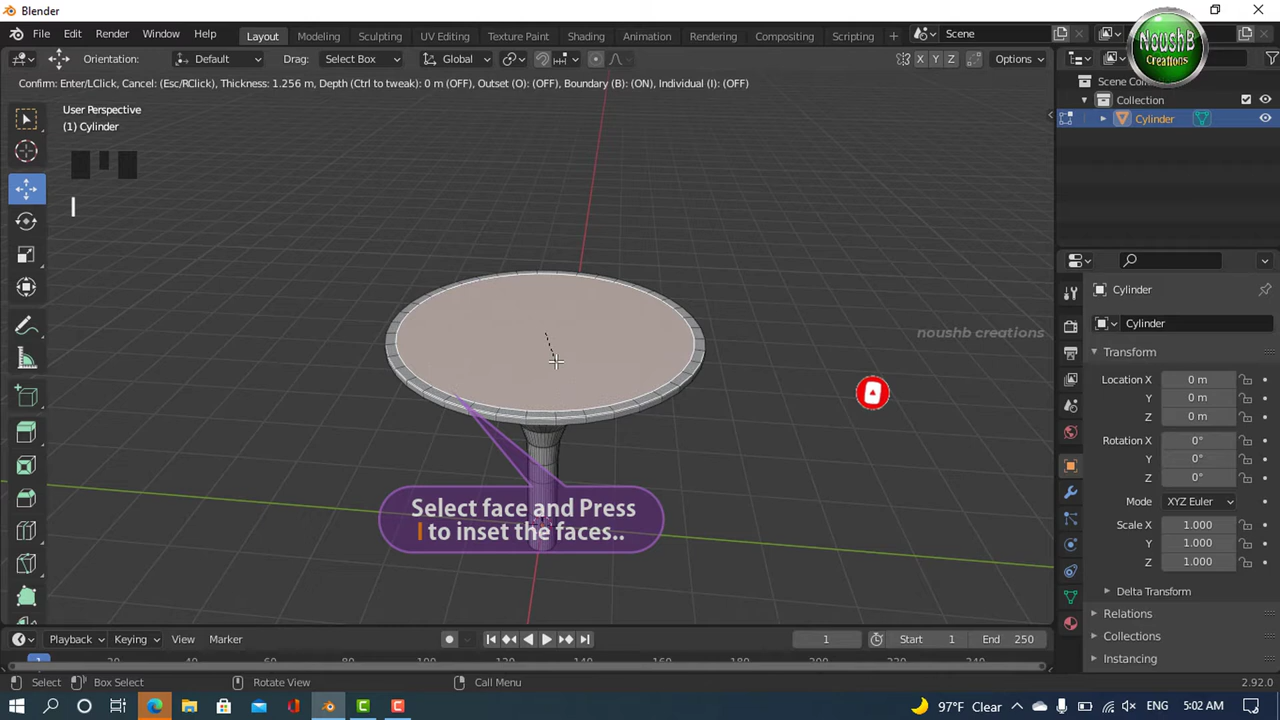 Blender
File Edit Render Window Help Layout Modeling Sculpting UV Editing Texture Paint Shading Animation Rendering Compositing Scripting + Scene
NoushB
Creations
Orientation: Default Drag: Select Box Global X Y Z Options
Confirm: Enter/LClick, Cancel: (Esc/RClick), Thickness: 1.256 m, Depth (Ctrl to tweak): 0 m (OFF), Outset (O): (OFF), Boundary (B): (ON), Individual (I): (OFF)
User Perspective
(1) Cylinder
I
Scene Collection
Collection
Cylinder
noushb creations
Select face and Press
I to inset the faces..
Cylinder
Cylinder
Transform
Location X 0 m
Y 0 m
Z 0 m
Rotation X 0°
Y 0°
Z 0°
Mode XYZ Euler
Scale X 1.000
Y 1.000
Z 1.000
Delta Transform
Relations
Collections
Instancing
Playback Keying View Marker 1 Start 1 End 250
Select Box Select Rotate View Call Menu 2.92.0
97°F Clear ENG 5:02 AM